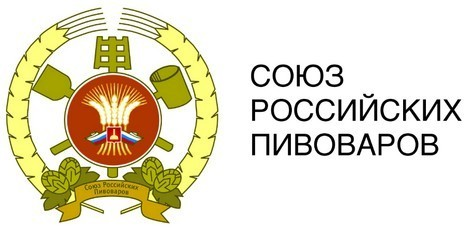 СОЮЗ
РОССИЙСКИХ
ПИВОВАРОВ
Союз Российских
Пивоваров